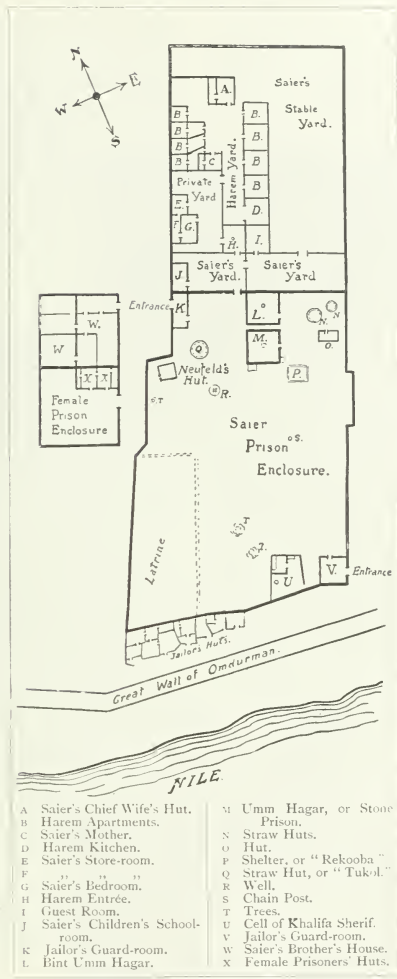 N
E
W
S
A.
Saier's
Stable
Yard.
B
B
B
B
B.
B.
B
B
C
Harem Yard.
Private
Yard
D.
E.
F
G.
H.
I.
J
Saier's
Yard.
Saier's
Yard
Entrance
K
L.
N.
N.
M.
O.
W.
W
X
X
Female
Prison
Enclosure
Q
Neufeld's
Hut.
R.
P.
T
Saier
Prison
S.
Enclosure.
T
T.
Latrine
U
V.
Entrance
Jailor's Huts.
Great Wall of Omdurman.
NILE.
A Saier's Chief Wife's Hut.
B Harem Apartments.
C Saier's Mother.
D Harem Kitchen.
E Saier's Store-room.
F ,, ,, ,,
G Saier's Bedroom.
H Harem Entrée.
I Guest Room.
J Saier's Children's School-
room.
K Jailor's Guard-room.
L Bint Umm Hagar.
M Umm Hagar, or Stone
Prison.
N Straw Huts.
O Hut.
P Shelter, or "Rekooba"
Q Straw Hut, or "Tukol."
R Well.
S Chain Post.
T Trees.
U Cell of Khalifa Sherif.
V Jailor's Guard-room.
W Saier's Brother's House.
X Female Prisoners' Huts.